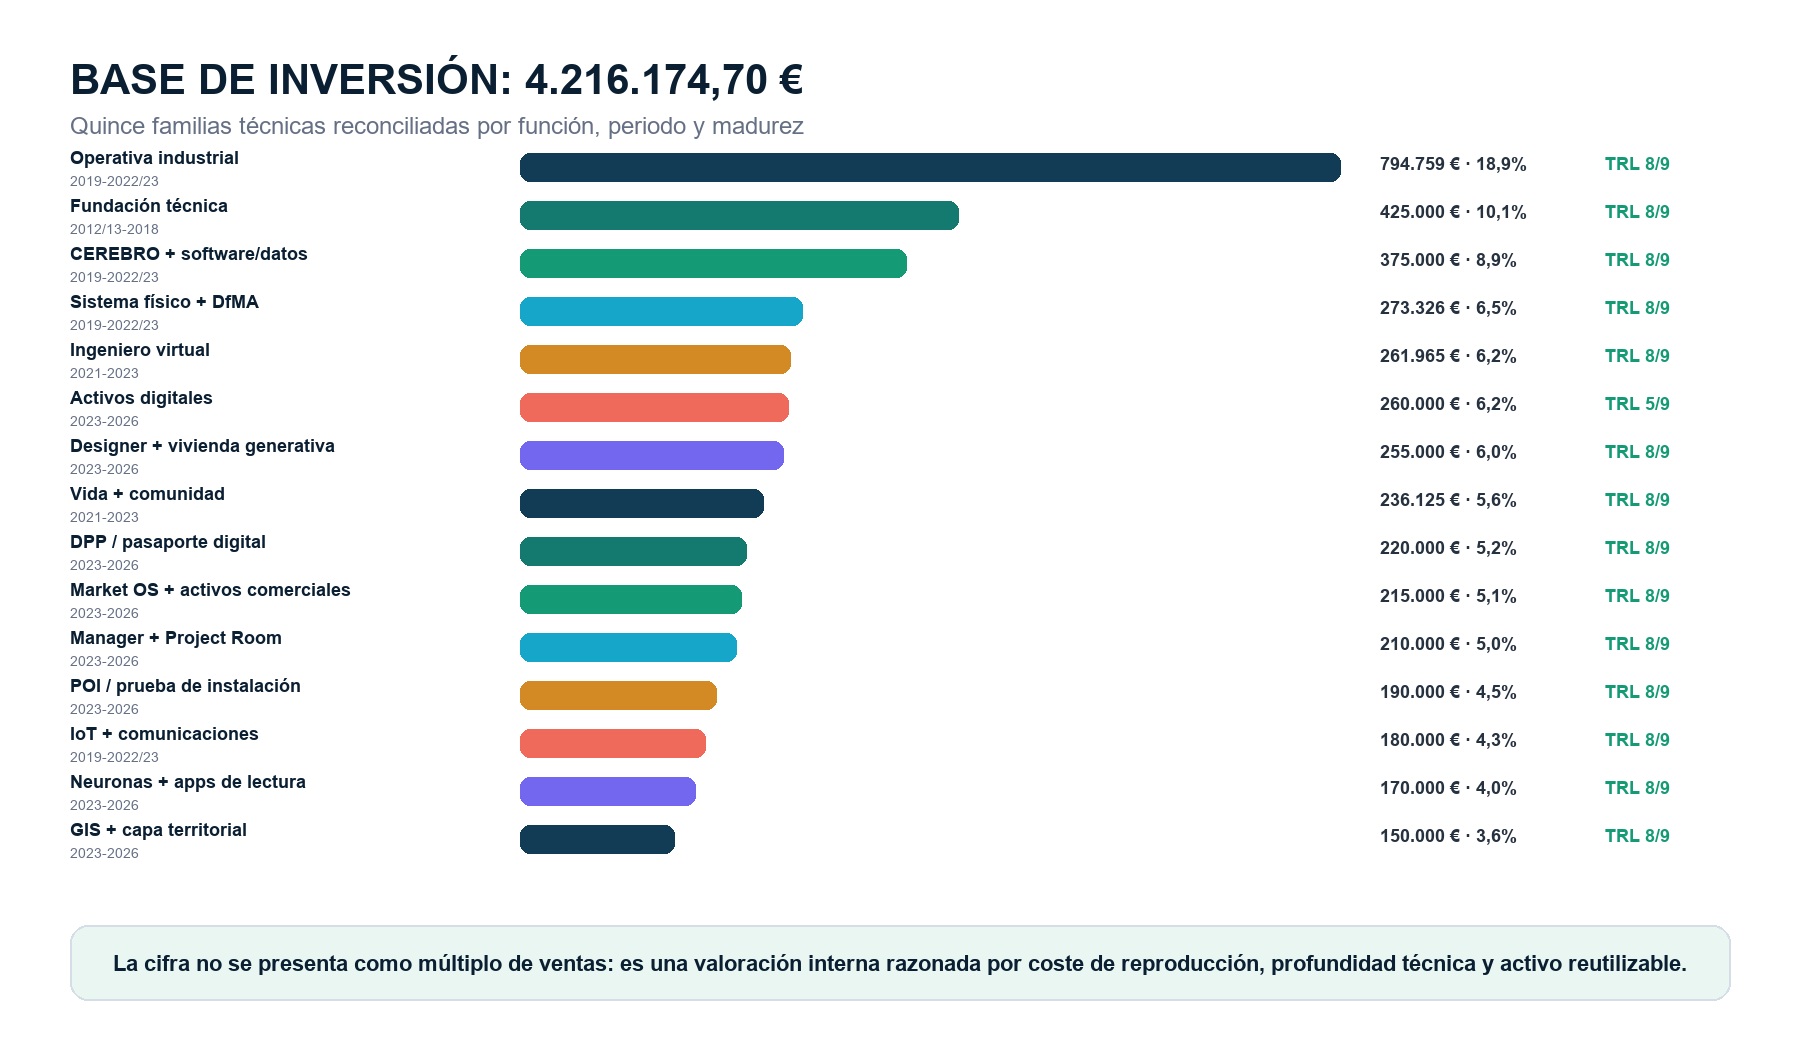 BASE DE INVERSIÓN: 4.216.174,70 €
Quince familias técnicas reconciliadas por función, periodo y madurez
Operativa industrial
794.759 € · 18,9%
TRL 8/9
2019-2022/23
Fundación técnica
425.000 € · 10,1%
TRL 8/9
2012/13-2018
CEREBRO + software/datos
375.000 € · 8,9%
TRL 8/9
2019-2022/23
Sistema físico + DfMA
273.326 € · 6,5%
TRL 8/9
2019-2022/23
Ingeniero virtual
261.965 € · 6,2%
TRL 8/9
2021-2023
Activos digitales
260.000 € · 6,2%
TRL 5/9
2023-2026
Designer + vivienda generativa
255.000 € · 6,0%
TRL 8/9
2023-2026
Vida + comunidad
236.125 € · 5,6%
TRL 8/9
2021-2023
DPP / pasaporte digital
220.000 € · 5,2%
TRL 8/9
2023-2026
Market OS + activos comerciales
215.000 € · 5,1%
TRL 8/9
2023-2026
Manager + Project Room
210.000 € · 5,0%
TRL 8/9
2023-2026
POI / prueba de instalación
190.000 € · 4,5%
TRL 8/9
2023-2026
IoT + comunicaciones
180.000 € · 4,3%
TRL 8/9
2019-2022/23
Neuronas + apps de lectura
170.000 € · 4,0%
TRL 8/9
2023-2026
GIS + capa territorial
150.000 € · 3,6%
TRL 8/9
2023-2026
La cifra no se presenta como múltiplo de ventas: es una valoración interna razonada por coste de reproducción, profundidad técnica y activo reutilizable.